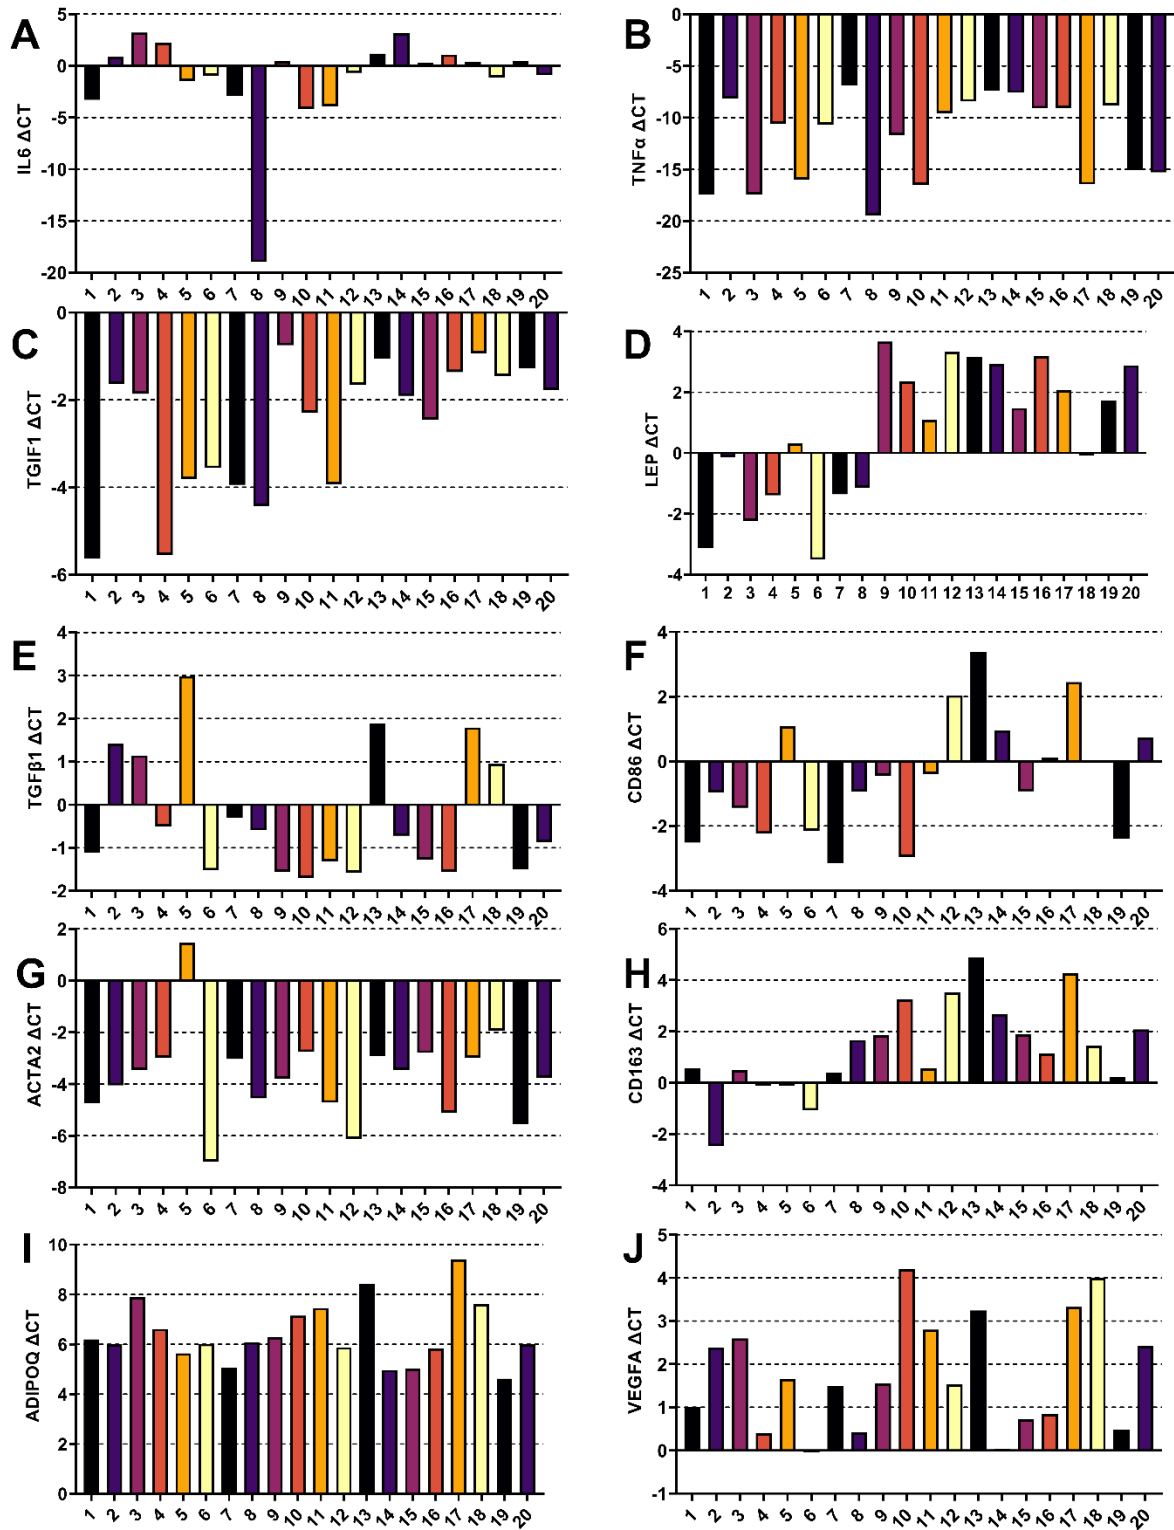 A
IL6 ΔCT
5
0
-5
-10
-15
-20
1 2 3 4 5 6 7 8 9 10 11 12 13 14 15 16 17 18 19 20
B
TNFα ΔCT
0
-5
-10
-15
-20
-25
1 2 3 4 5 6 7 8 9 10 11 12 13 14 15 16 17 18 19 20
C
TGIF1 ΔCT
0
-2
-4
-6
1 2 3 4 5 6 7 8 9 10 11 12 13 14 15 16 17 18 19 20
D
LEP ΔCT
4
2
0
-2
-4
1 2 3 4 5 6 7 8 9 10 11 12 13 14 15 16 17 18 19 20
E
TGFβ1 ΔCT
4
3
2
1
0
-1
-2
1 2 3 4 5 6 7 8 9 10 11 12 13 14 15 16 17 18 19 20
F
CD86 ΔCT
4
2
0
-2
-4
1 2 3 4 5 6 7 8 9 10 11 12 13 14 15 16 17 18 19 20
G
ACTA2 ΔCT
2
0
-2
-4
-6
-8
1 2 3 4 5 6 7 8 9 10 11 12 13 14 15 16 17 18 19 20
H
CD163 ΔCT
6
4
2
0
-2
-4
1 2 3 4 5 6 7 8 9 10 11 12 13 14 15 16 17 18 19 20
I
ADIPOQ ΔCT
10
8
6
4
2
0
1 2 3 4 5 6 7 8 9 10 11 12 13 14 15 16 17 18 19 20
J
VEGFA ΔCT
5
4
3
2
1
0
-1
1 2 3 4 5 6 7 8 9 10 11 12 13 14 15 16 17 18 19 20